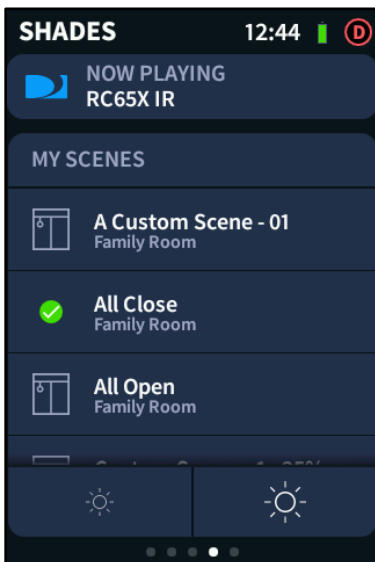 SHADES 12:44 D
NOW PLAYING
RC65X IR
MY SCENES
A Custom Scene - 01
Family Room
All Close
Family Room
All Open
Family Room